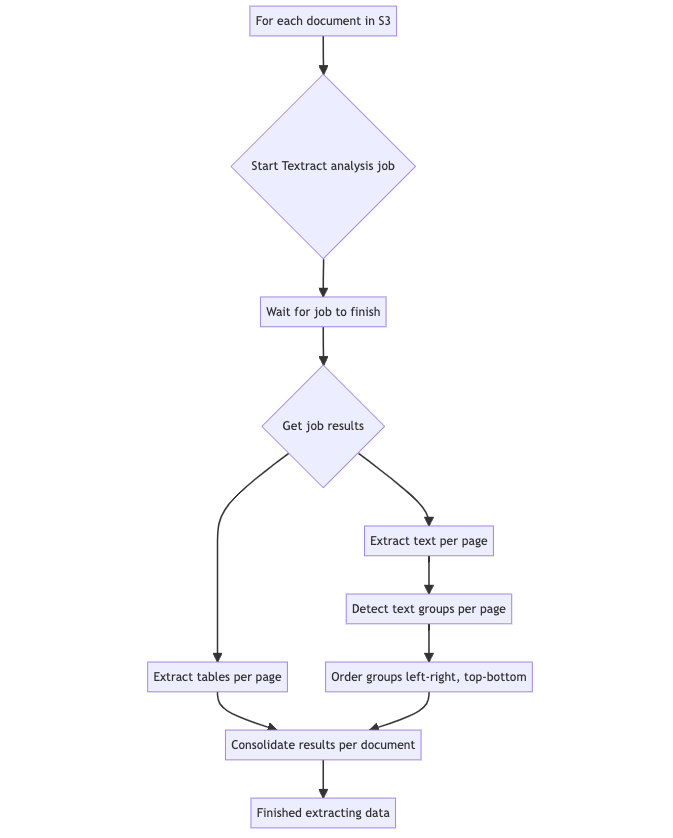 For each document in S3
Start Textract analysis job
Wait for job to finish
Get job results
Extract text per page
Detect text groups per page
Extract tables per page
Order groups left-right, top-bottom
Consolidate results per document
Finished extracting data